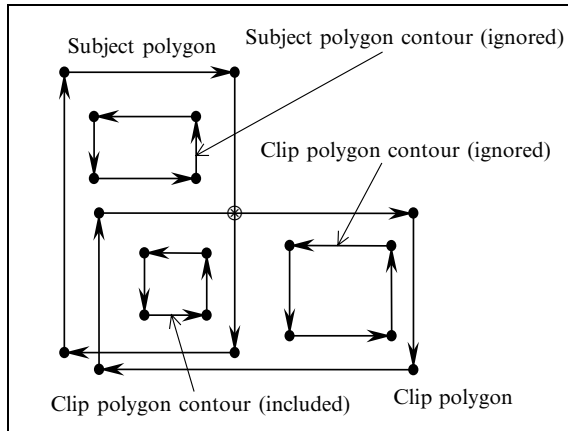 Subject polygon contour (ignored)
Subject polygon
Clip polygon contour (ignored)
Clip polygon
Clip polygon contour (included)